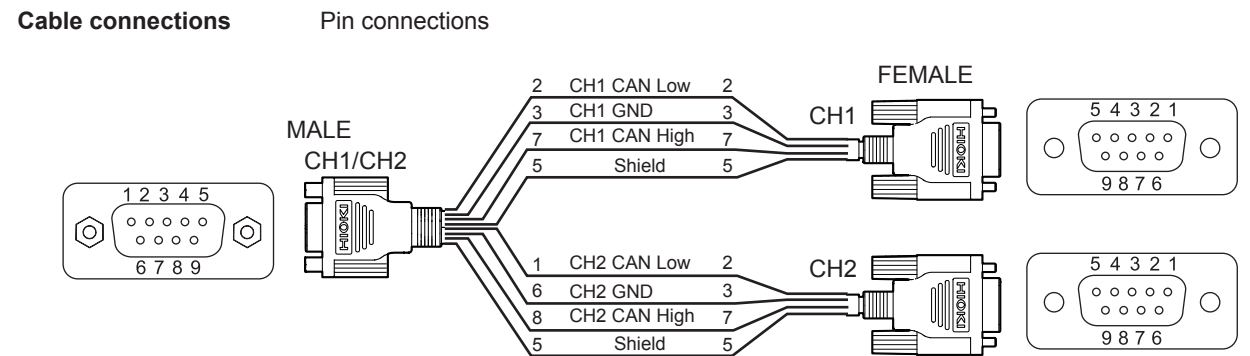 Cable connections Pin connections
FEMALE
MALE
CH1/CH2
2 CH1 CAN Low 2
3 CH1 GND 3
7 CH1 CAN High 7
5 Shield 5
CH1
HIOKI
5 4 3 2 1
9 8 7 6
1 2 3 4 5
6 7 8 9
HIOKI
1 CH2 CAN Low 2
6 CH2 GND 3
8 CH2 CAN High 7
5 Shield 5
CH2
HIOKI
5 4 3 2 1
9 8 7 6